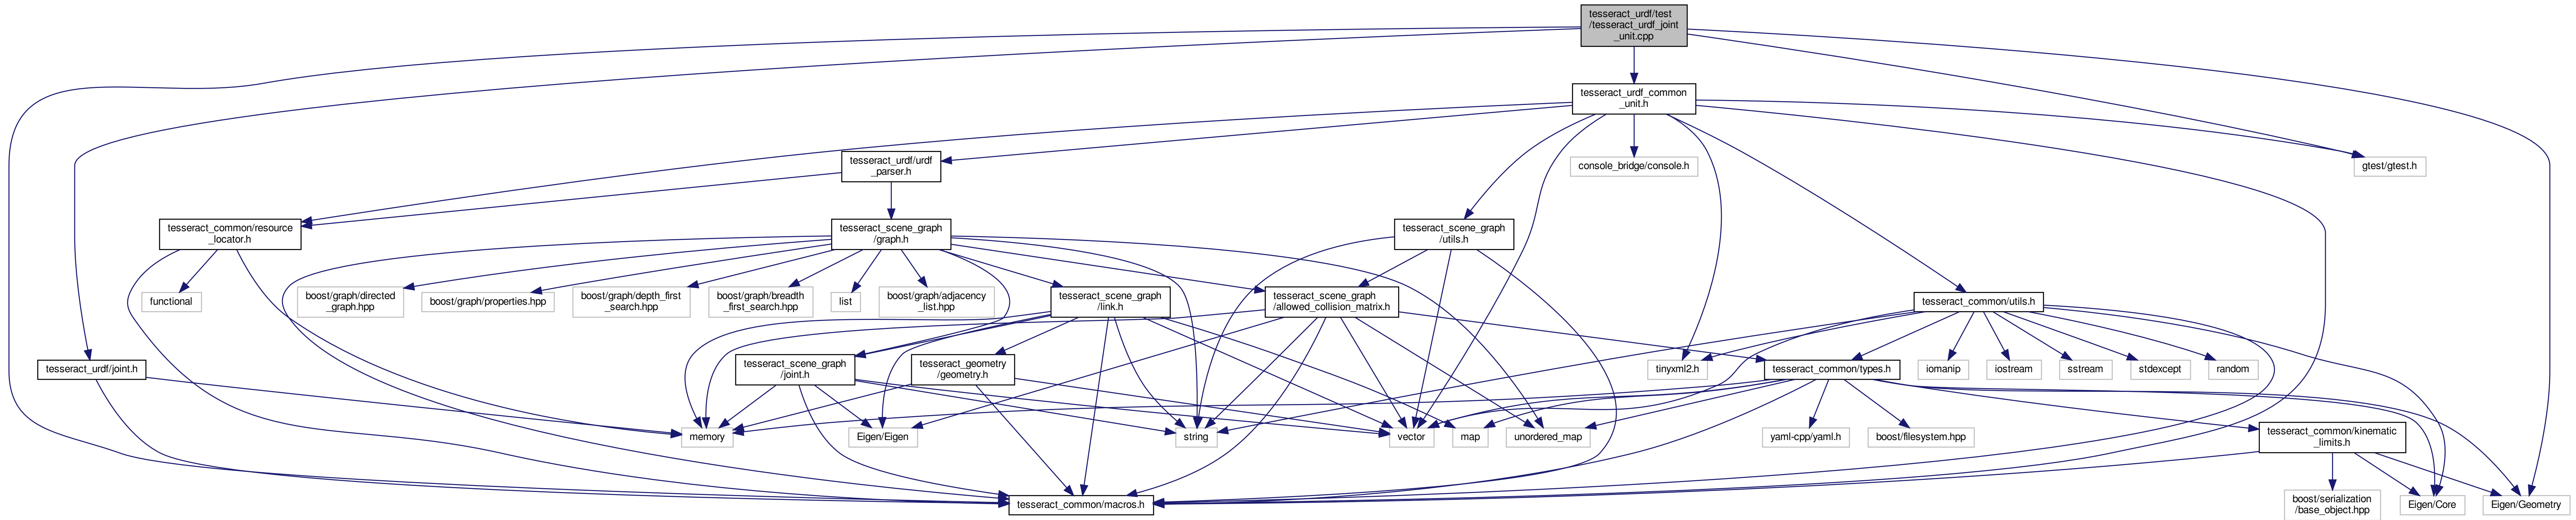 tesseract_urdf/test
/tesseract_urdf_joint
_unit.cpp
tesseract_urdf_common
_unit.h
tesseract_urdf/urdf
_parser.h
console_bridge/console.h
gtest/gtest.h
tesseract_common/resource
_locator.h
tesseract_scene_graph
/graph.h
tesseract_scene_graph
/utils.h
functional
boost/graph/directed
_graph.hpp
boost/graph/properties.hpp
boost/graph/depth_first
_search.hpp
boost/graph/breadth
_first_search.hpp
list
boost/graph/adjacency
_list.hpp
tesseract_scene_graph
/link.h
tesseract_scene_graph
/allowed_collision_matrix.h
tesseract_common/utils.h
tesseract_urdf/joint.h
tesseract_scene_graph
/joint.h
tesseract_geometry
/geometry.h
tinyxml2.h
tesseract_common/types.h
iomanip
iostream
sstream
stdexcept
random
memory
Eigen/Eigen
string
vector
map
unordered_map
yaml-cpp/yaml.h
boost/filesystem.hpp
tesseract_common/kinematic
_limits.h
tesseract_common/macros.h
boost/serialization
/base_object.hpp
Eigen/Core
Eigen/Geometry